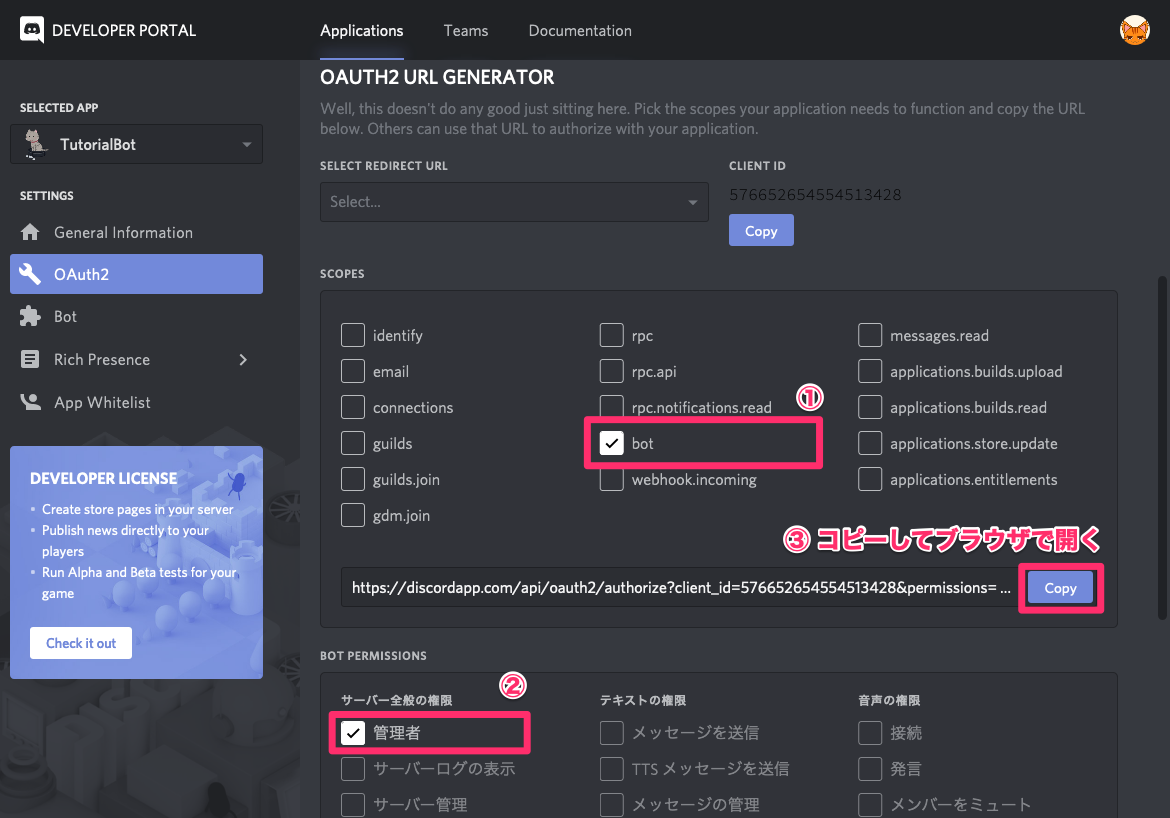 DEVELOPER PORTAL
Applications
Teams
Documentation
SELECTED APP
TutorialBot
SETTINGS
General Information
OAuth2
Bot
Rich Presence
App Whitelist
DEVELOPER LICENSE
• Create store pages in your server
• Publish news directly to your
players
• Run Alpha and Beta tests for your
game
Check it out
OAUTH2 URL GENERATOR
Well, this doesn't do any good just sitting here. Pick the scopes your application needs to function and copy the URL
below. Others can use that URL to authorize with your application.
SELECT REDIRECT URL
Select...
CLIENT ID
576652654554513428
Copy
SCOPES
identify
email
connections
guilds
guilds.join
gdm.join
rpc
rpc.api
rpc.notifications.read
①
bot
webhook.incoming
messages.read
applications.builds.upload
applications.builds.read
applications.store.update
applications.entitlements
③ コピーしてブラウザで開く
https://discordapp.com/api/oauth2/authorize?client_id=576652654554513428&permissions= ...
Copy
BOT PERMISSIONS
サーバー全般の権限
②
管理者
サーバーログの表示
サーバー管理
テキストの権限
メッセージを送信
TTS メッセージを送信
メッセージの管理
音声の権限
接続
発言
メンバーをミュート